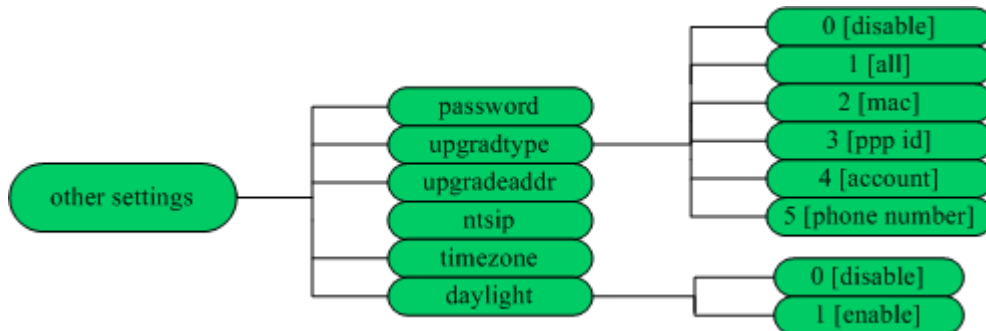 other settings
password
upgradtype
upgradeaddr
ntsip
timezone
daylight
0 [disable]
1 [all]
2 [mac]
3 [ppp id]
4 [account]
5 [phone number]
0 [disable]
1 [enable]